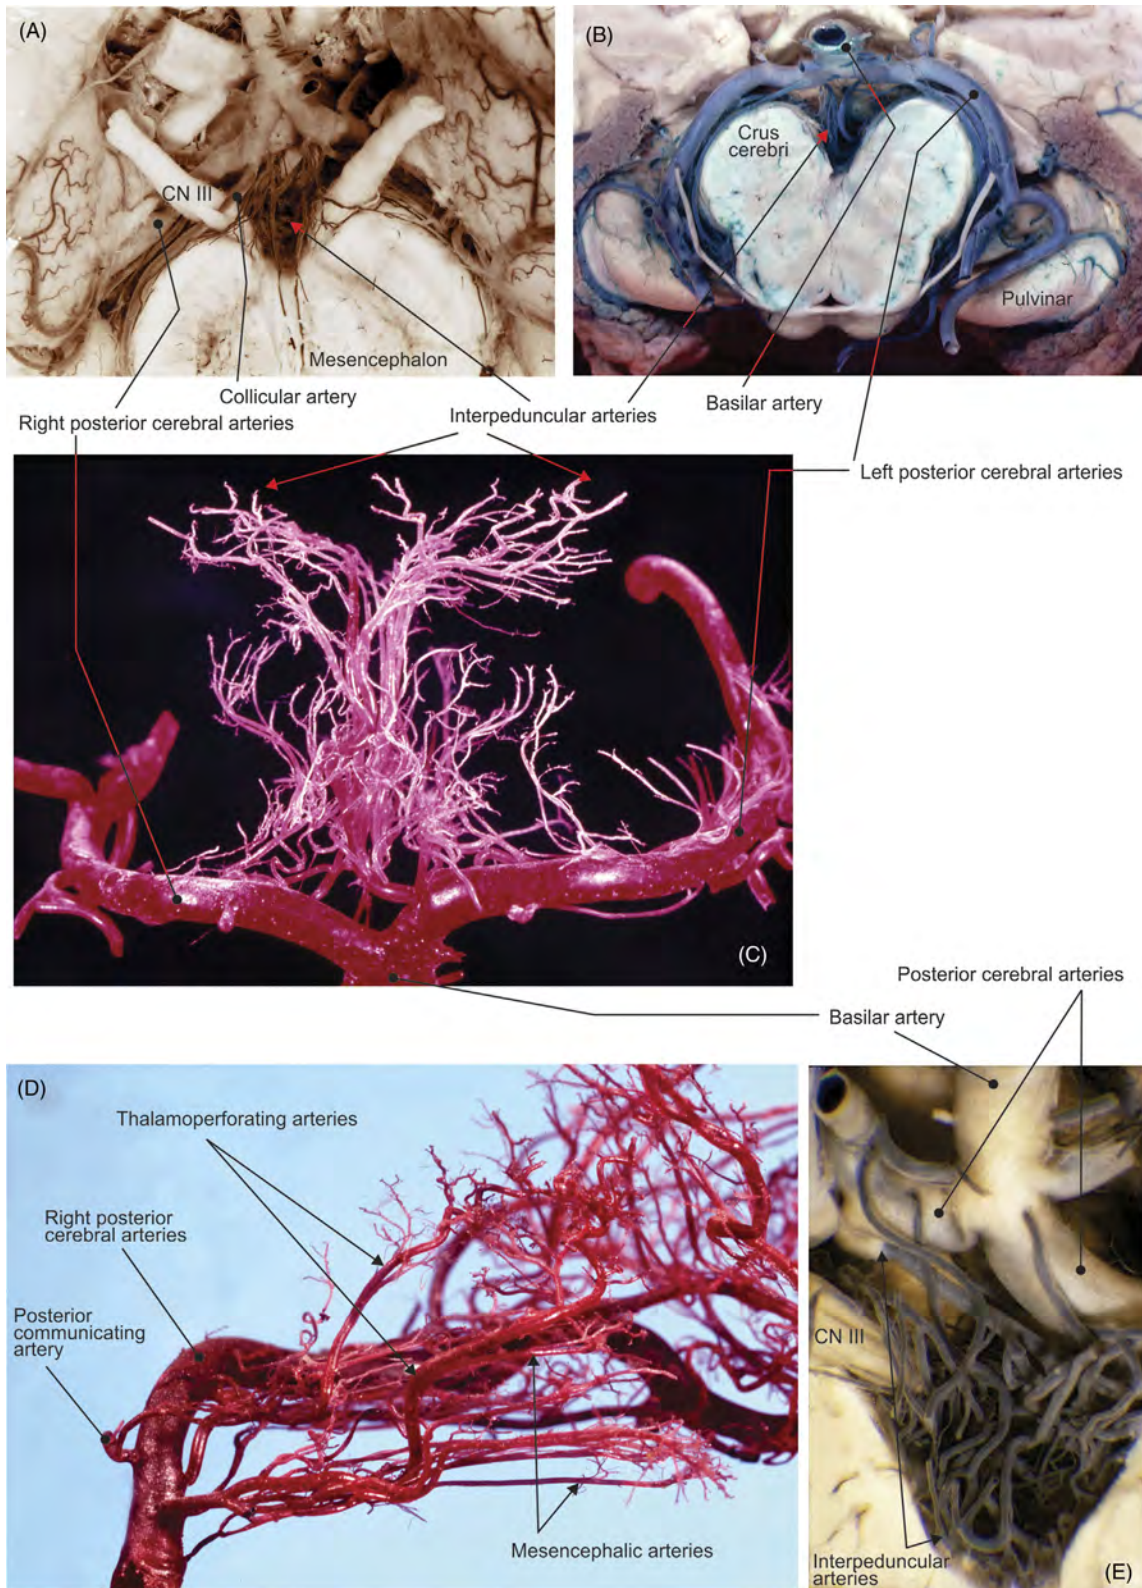 (A)
(B)
CN III
Crus
cerebri
Mesencephalon
Pulvinar
Collicular artery
Right posterior cerebral arteries
Interpeduncular arteries
Basilar artery
Left posterior cerebral arteries
(C)
Posterior cerebral arteries
Basilar artery
(D)
Thalamoperforating arteries
Right posterior
cerebral arteries
Posterior
communicating
artery
CN III
Mesencephalic arteries
Interpeduncular
arteries
(E)